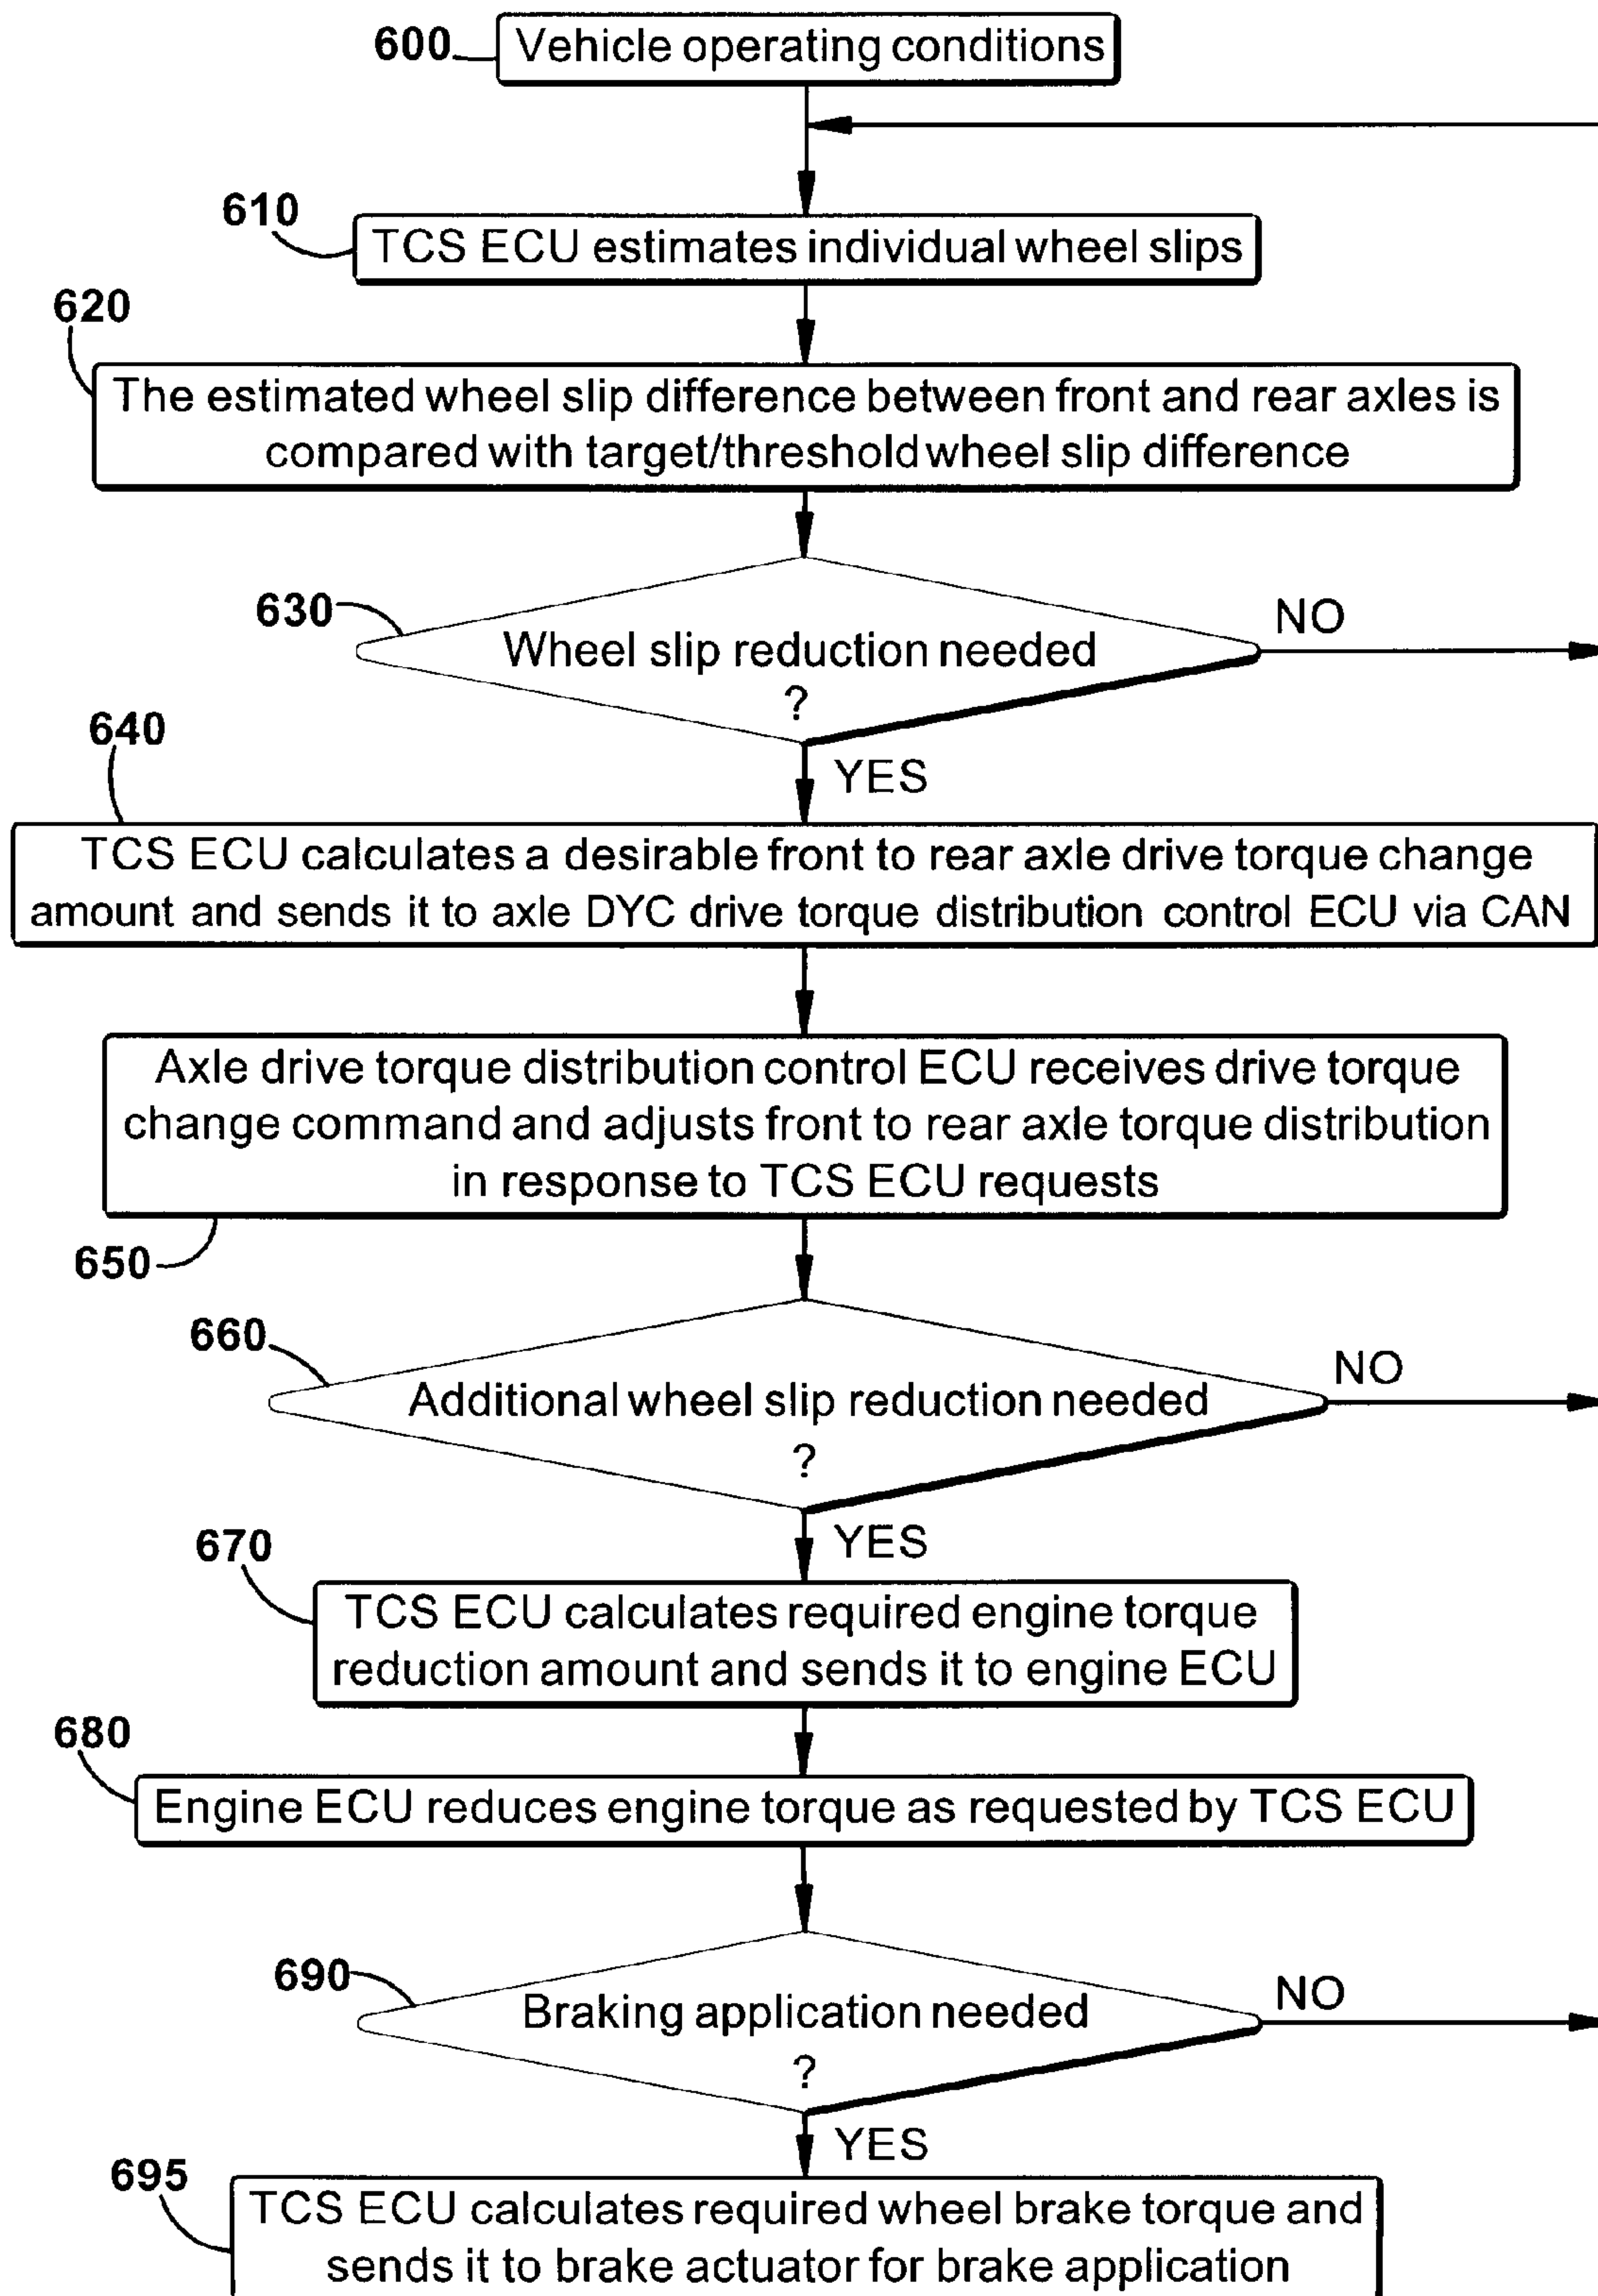 600
Vehicle operating conditions
610
TCS ECU estimates individual wheel slips
620
The estimated wheel slip difference between front and rear axles is
compared with target/threshold wheel slip difference
630
Wheel slip reduction needed
?
NO
YES
640
TCS ECU calculates a desirable front to rear axle drive torque change
amount and sends it to axle DYC drive torque distribution control ECU via CAN
Axle drive torque distribution control ECU receives drive torque
change command and adjusts front to rear axle torque distribution
in response to TCS ECU requests
650
660
Additional wheel slip reduction needed
?
NO
YES
670
TCS ECU calculates required engine torque
reduction amount and sends it to engine ECU
680
Engine ECU reduces engine torque as requested by TCS ECU
690
Braking application needed
?
NO
YES
695
TCS ECU calculates required wheel brake torque and
sends it to brake actuator for brake application